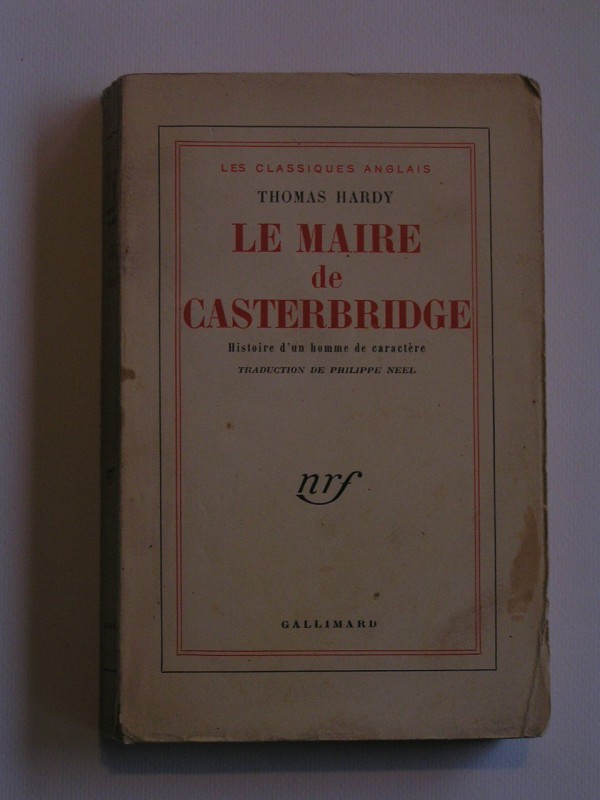 LES CLASSIQUES ANGLAIS
THOMAS HARDY
LE MAIRE
de
CASTERBRIDGE
Histoire d'un homme de caractère
TRADUCTION DE PHILIPPE NEEL
nrf
GALLIMARD